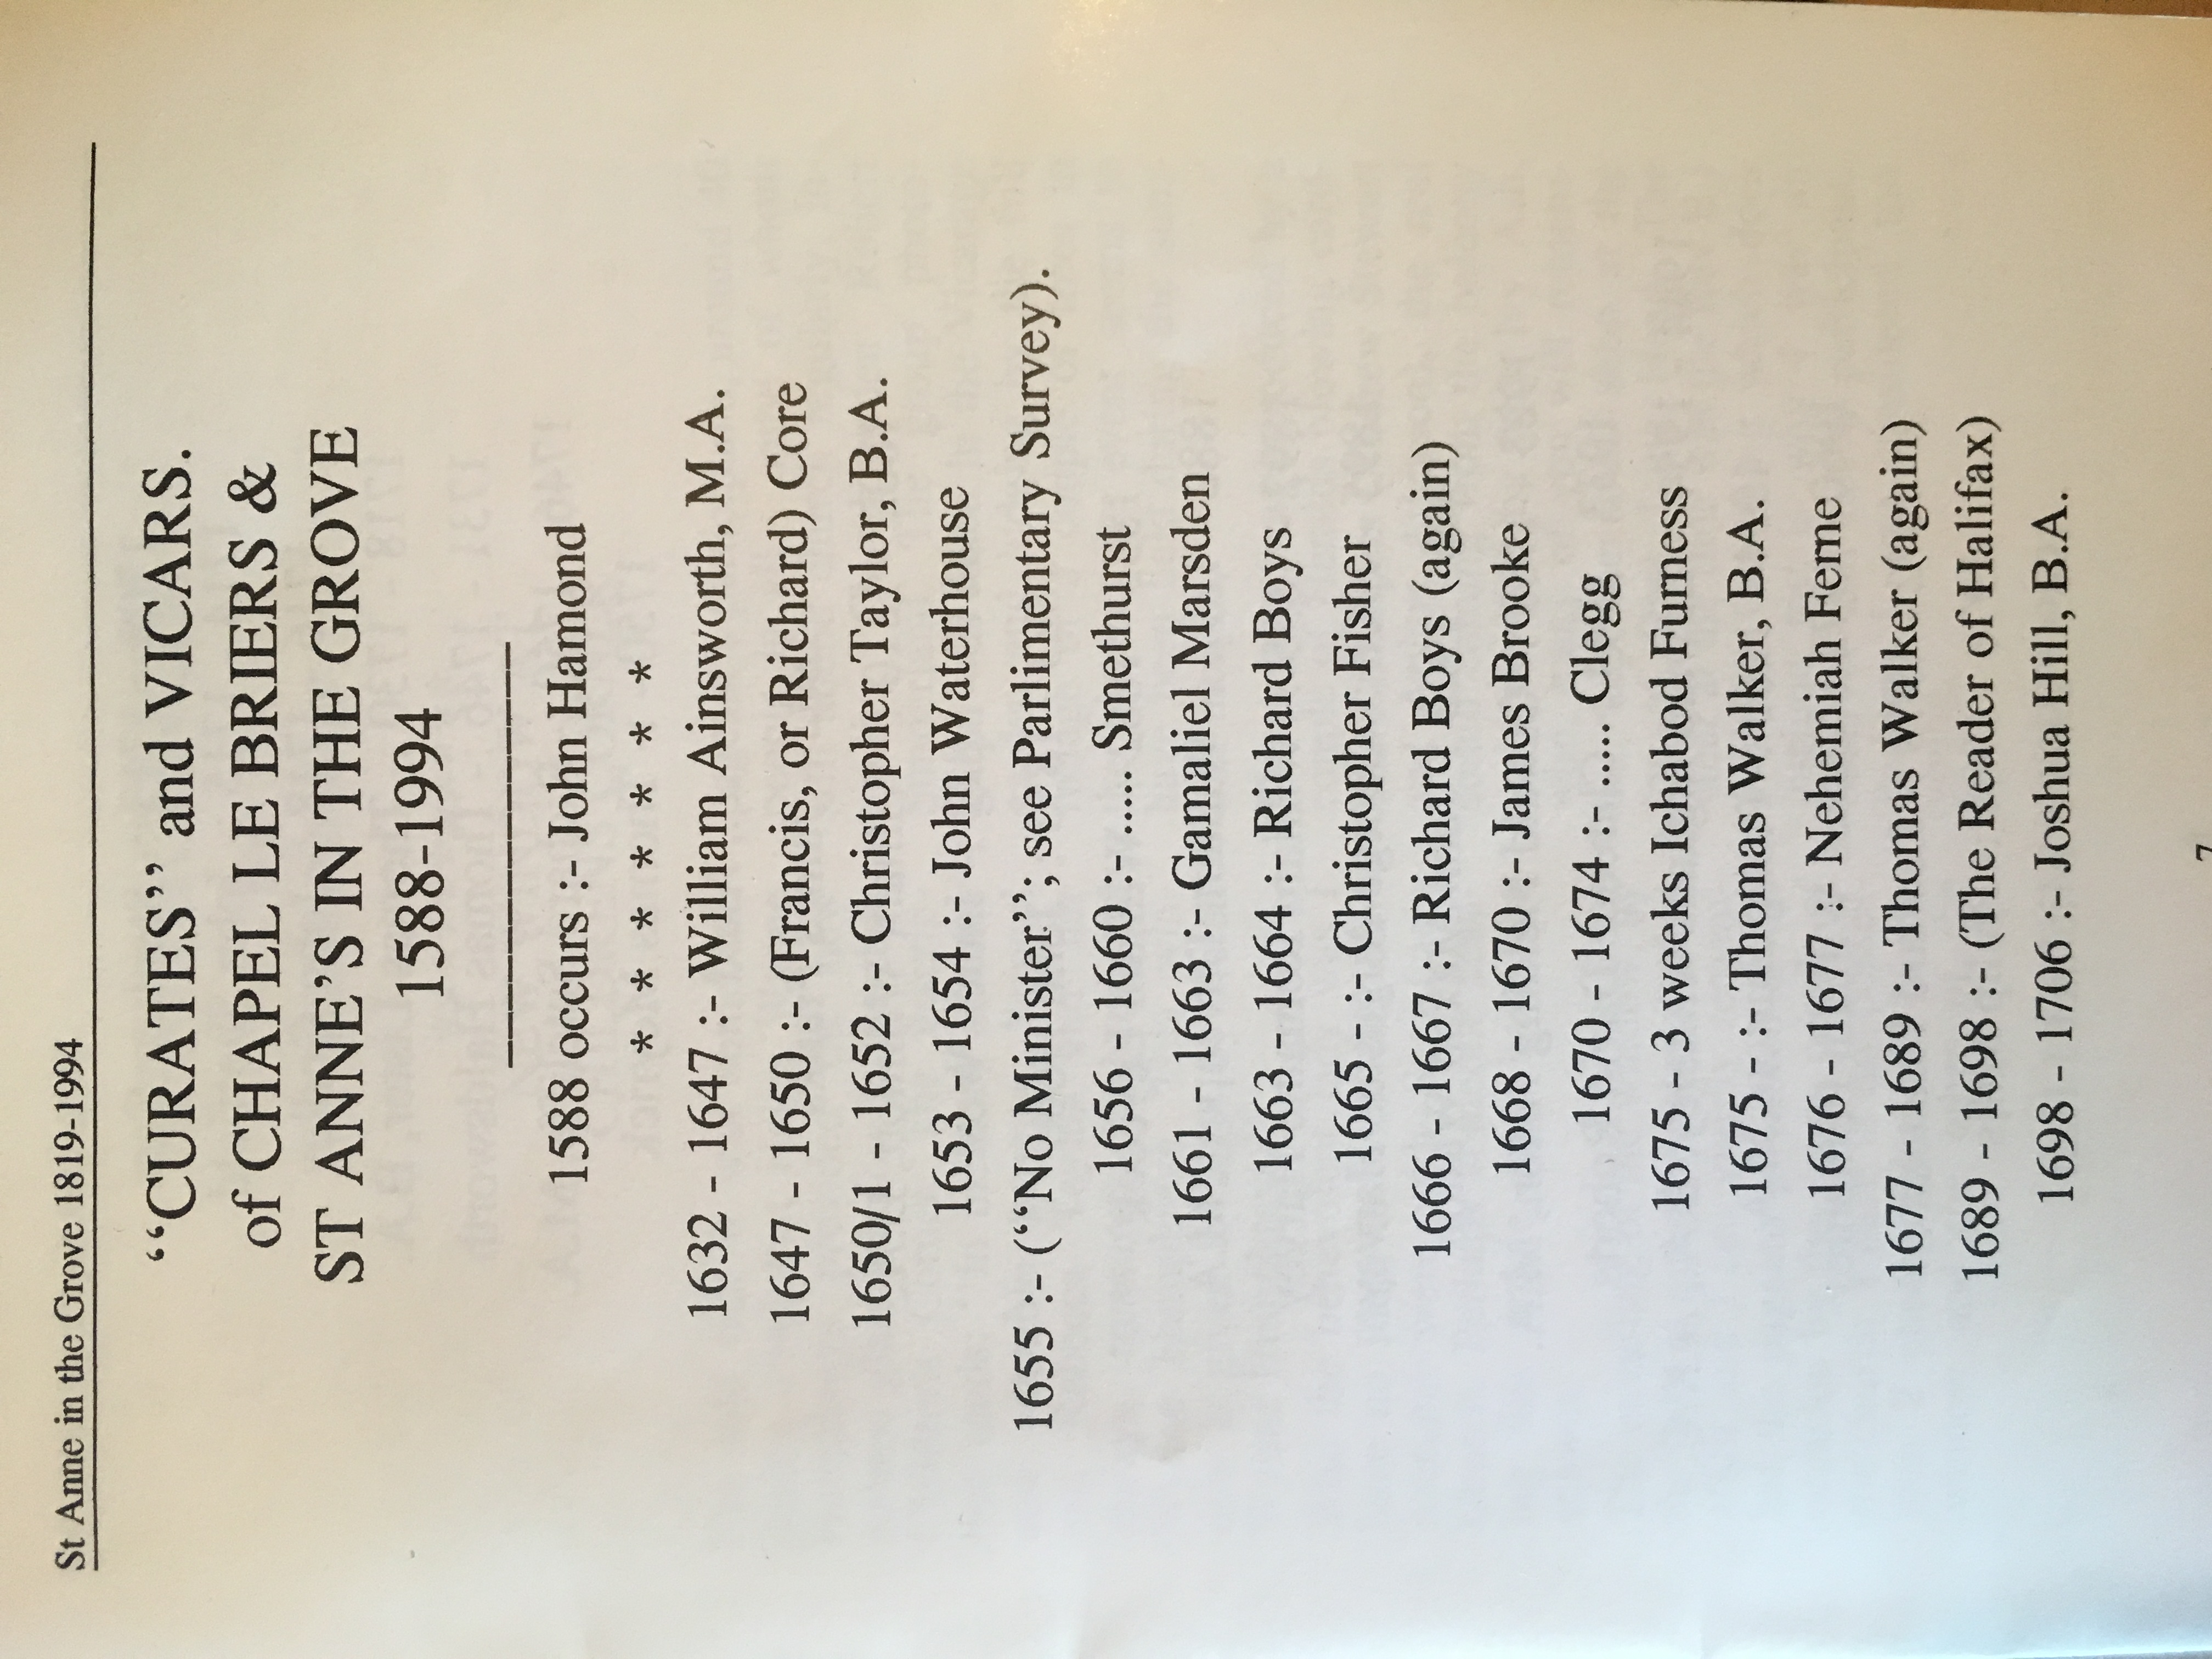 St Anne in the Grove 1819-1994
“CURATES” and VICARS.
of CHAPEL LE BRIERS &
ST ANNE’S IN THE GROVE
1588-1994
1588 occurs :- John Hamond
* * * * * * *
1632 - 1647 :- William Ainsworth, M.A.
1647 - 1650 :- (Francis, or Richard) Core
1650/1 - 1652 :- Christopher Taylor, B.A.
1653 - 1654 :- John Waterhouse
1655 :- (“No Minister”; see Parlimentary Survey).
1656 - 1660 :- ..... Smethurst
1661 - 1663 :- Gamaliel Marsden
1663 - 1664 :- Richard Boys
1665 - :- Christopher Fisher
1666 - 1667 :- Richard Boys (again)
1668 - 1670 :- James Brooke
1670 - 1674 :- ..... Clegg
1675 - 3 weeks Ichabod Furness
1675 - :- Thomas Walker, B.A.
1676 - 1677 :- Nehemiah Ferne
1677 - 1689 :- Thomas Walker (again)
1689 - 1698 :- (The Reader of Halifax)
1698 - 1706 :- Joshua Hill, B.A.
7